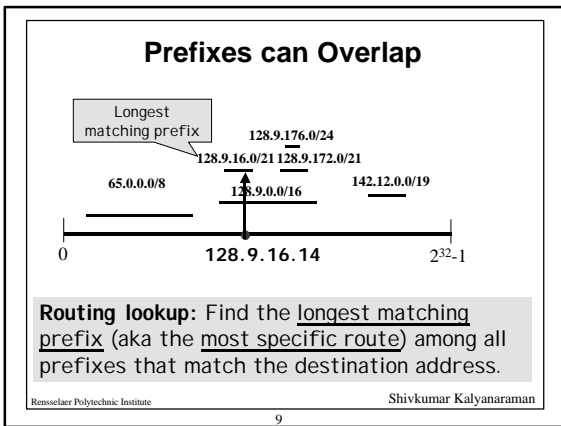 Prefixes can Overlap
Longest
matching prefix
128.9.176.0/24
128.9.16.0/21
128.9.172.0/21
65.0.0.0/8
128.9.0.0/16
142.12.0.0/19
0
128.9.16.14
2³²-1
Routing lookup: Find the longest matching
prefix (aka the most specific route) among all
prefixes that match the destination address.
Rensselaer Polytechnic Institute
Shivkumar Kalyanaraman
9